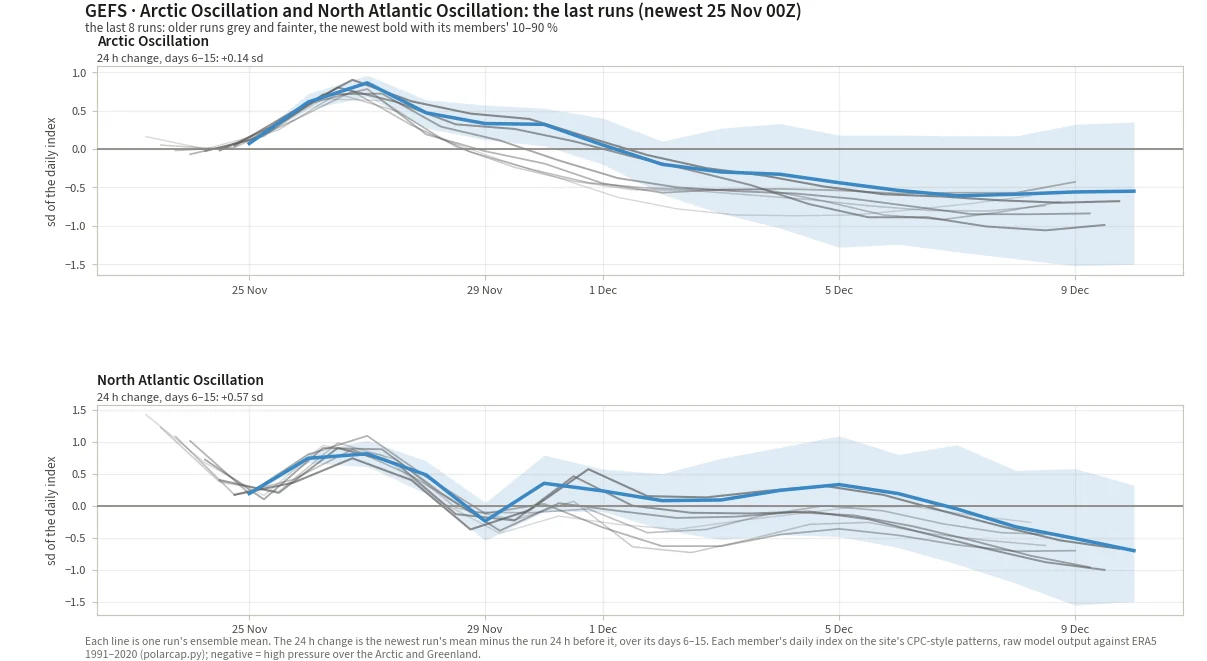 GEFS · Arctic Oscillation and North Atlantic Oscillation: the last runs (newest 25 Nov 00Z)
the last 8 runs: older runs grey and fainter, the newest bold with its members' 10–90 %
Arctic Oscillation
24 h change, days 6–15: +0.14 sd
sd of the daily index
1.0
0.5
0.0
−0.5
−1.0
−1.5
25 Nov
29 Nov
1 Dec
5 Dec
9 Dec
North Atlantic Oscillation
24 h change, days 6–15: +0.57 sd
sd of the daily index
1.5
1.0
0.5
0.0
−0.5
−1.0
−1.5
25 Nov
29 Nov
1 Dec
5 Dec
9 Dec
Each line is one run's ensemble mean. The 24 h change is the newest run's mean minus the run 24 h before it, over its days 6–15. Each member's daily index on the site's CPC-style patterns, raw model output against ERA5
1991–2020 (polarcap.py); negative = high pressure over the Arctic and Greenland.